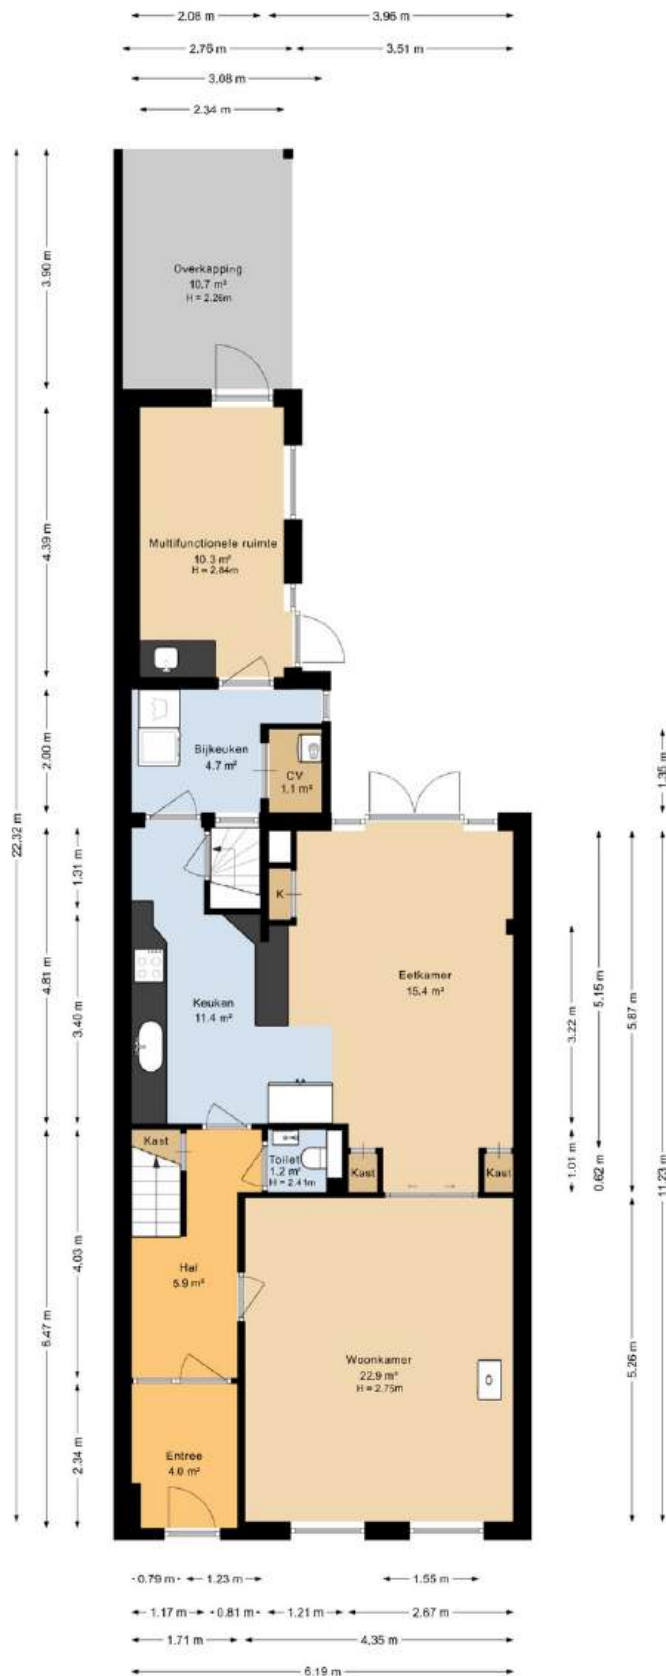 2.08 m
3.96 m
2.76 m
3.51 m
3.08 m
2.34 m
22.32 m
3.90 m
Overkapping
10.7 m²
H = 2.26m
4.39 m
Multifunctionele ruimte
10.3 m²
H = 2.84m
2.00 m
Bijkeuken
4.7 m²
CV
1.1 m²
1.35 m
4.81 m
1.31 m
3.40 m
K
Eetkamer
15.4 m²
Keuken
11.4 m²
3.22 m
5.15 m
5.87 m
11.23 m
Kast
Toilet
1.2 m²
H = 2.41m
Kast
Kast
1.01 m
0.62 m
6.47 m
4.03 m
Hal
5.9 m²
Woonkamer
22.9 m²
H = 2.75m
5.26 m
2.34 m
Entree
4.0 m²
0.79 m
1.23 m
1.55 m
1.17 m
0.81 m
1.21 m
2.67 m
1.71 m
4.35 m
6.19 m